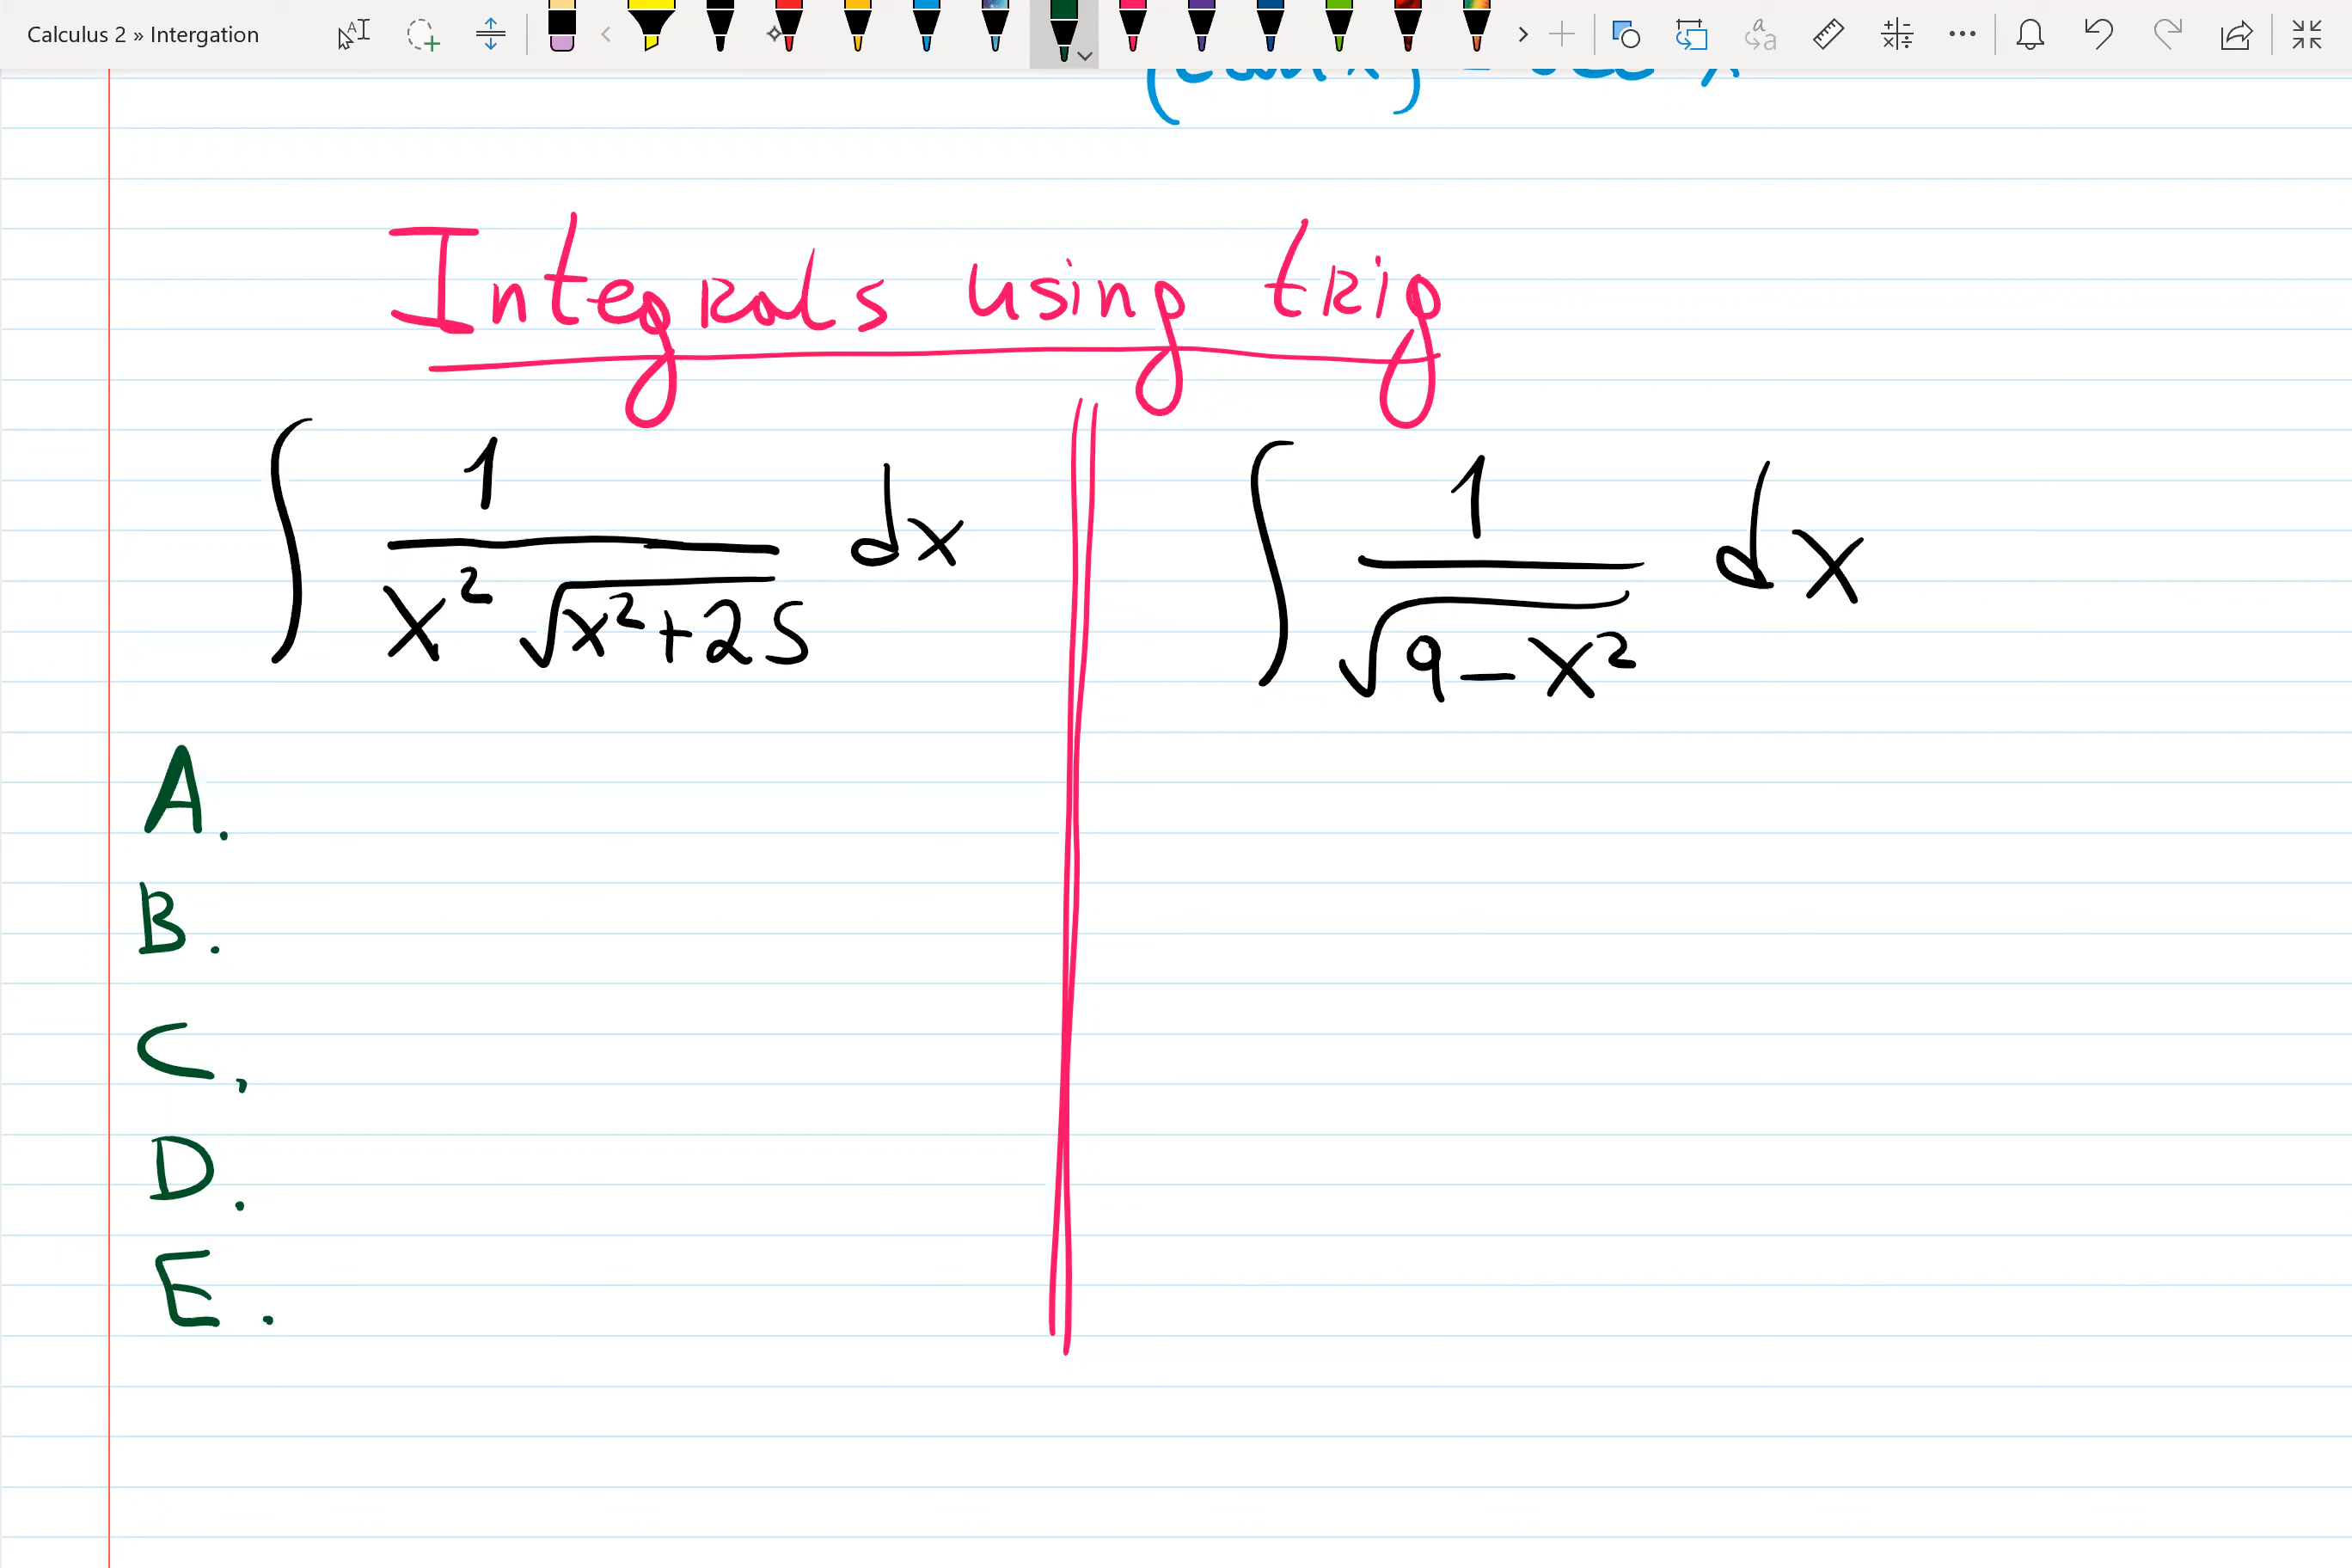 Calculus 2 » Intergation
Integrals using trig
∫ 1 / (x² √(x²+25)) dx
∫ 1 / √(9−x²) dx
A.
B.
C.
D.
E.